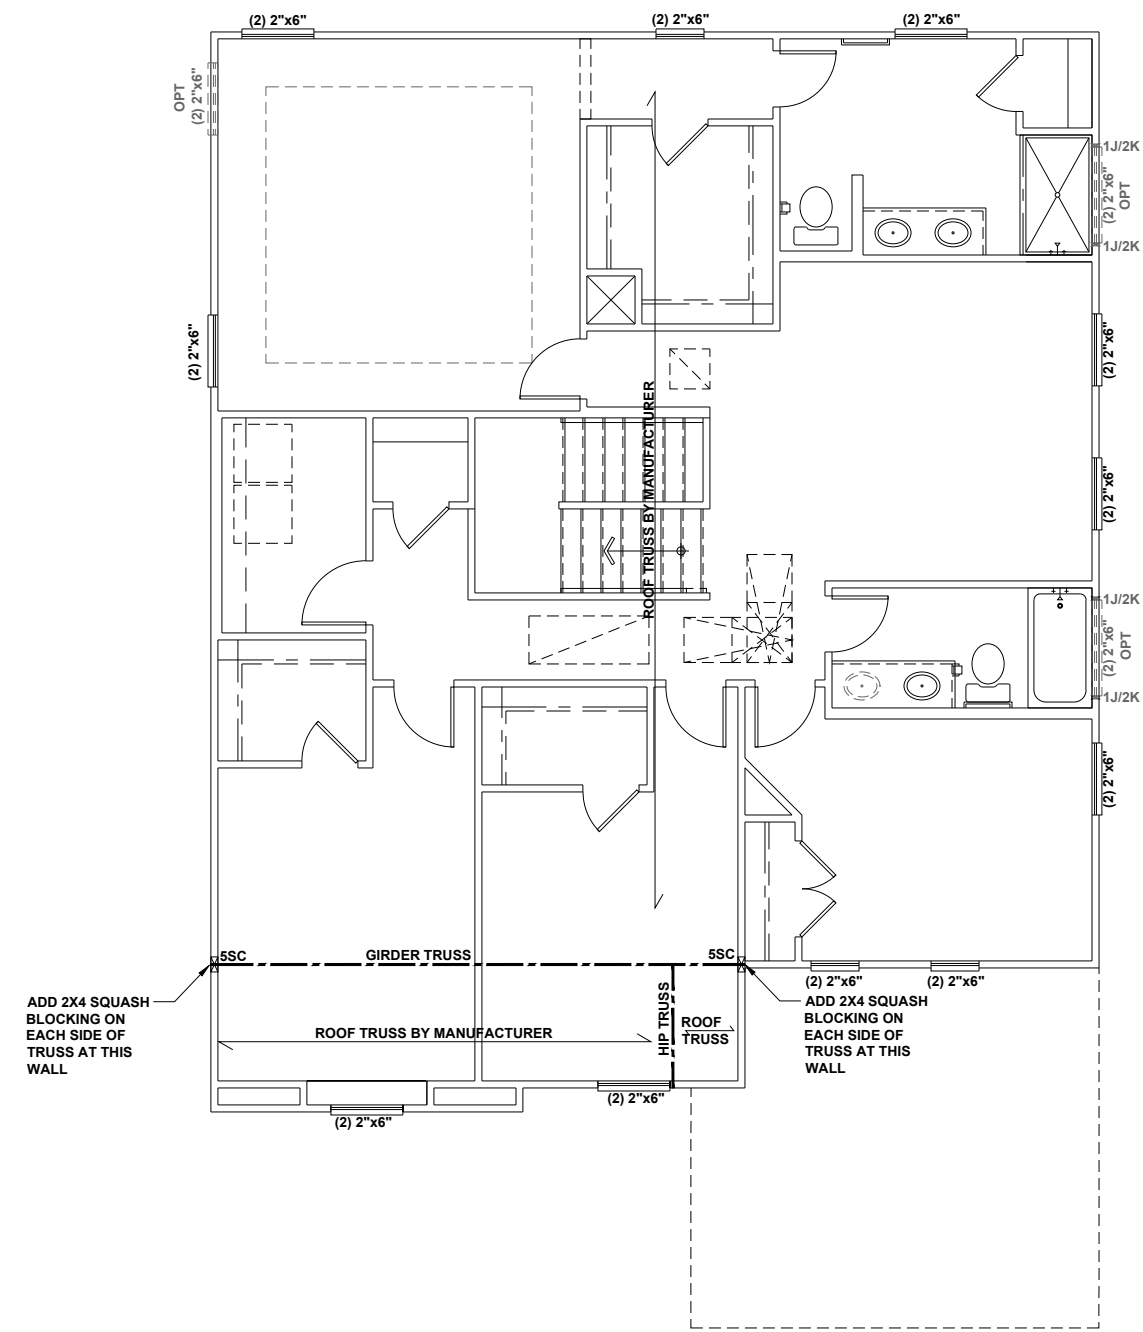 (2) 2"x6"
(2) 2"x6"
(2) 2"x6"
OPT
(2) 2"x6"
1J/2K
(2) 2"x6"
OPT
1J/2K
(2) 2"x6"
(2) 2"x6"
ROOF TRUSS BY MANUFACTURER
(2) 2"x6"
1J/2K
(2) 2"x6"
OPT
1J/2K
(2) 2"x6"
5SC
GIRDER TRUSS
5SC
(2) 2"x6"
(2) 2"x6"
ADD 2X4 SQUASH
BLOCKING ON
EACH SIDE OF
TRUSS AT THIS
WALL
ROOF TRUSS BY MANUFACTURER
HIP TRUSS
ROOF
TRUSS
ADD 2X4 SQUASH
BLOCKING ON
EACH SIDE OF
TRUSS AT THIS
WALL
(2) 2"x6"
(2) 2"x6"